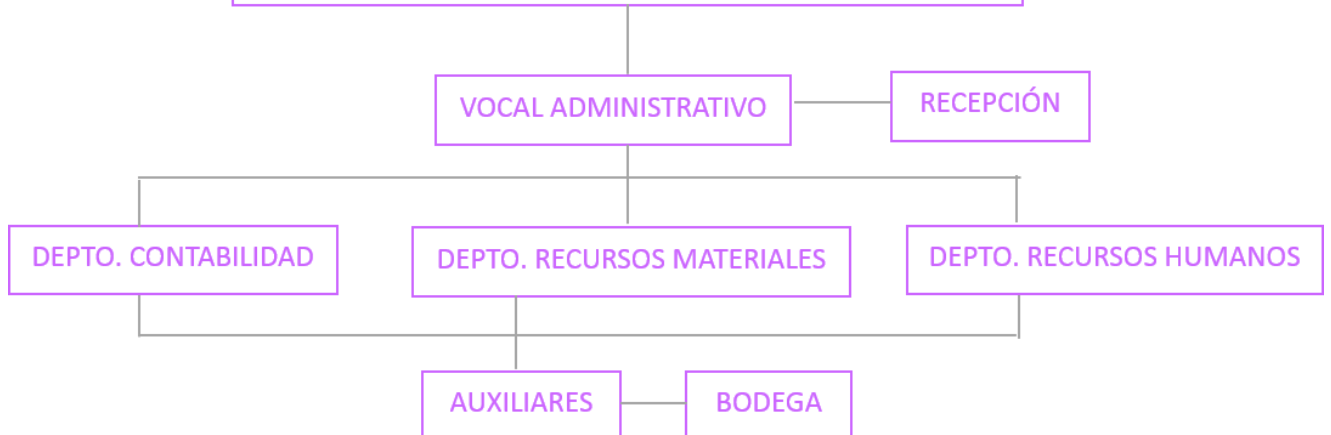 VOCAL ADMINISTRATIVO
RECEPCIÓN
DEPTO. CONTABILIDAD
DEPTO. RECURSOS MATERIALES
DEPTO. RECURSOS HUMANOS
AUXILIARES
BODEGA